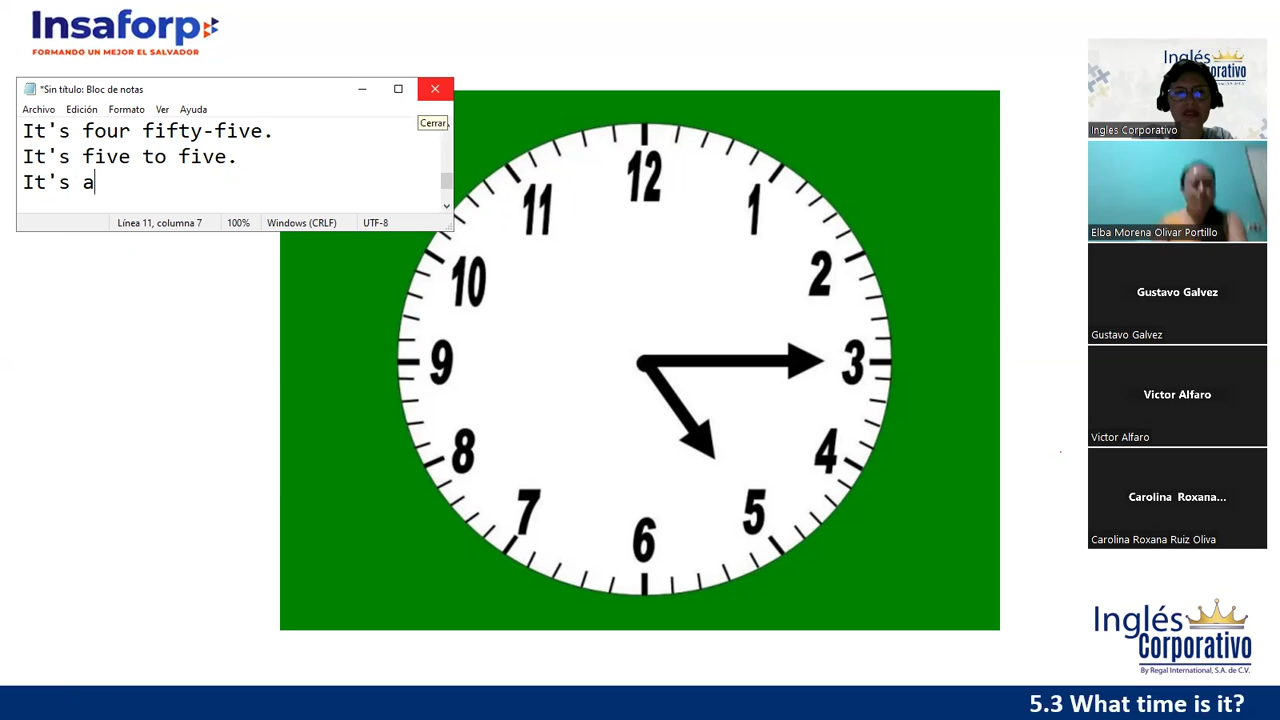 Insaforp
FORMANDO UN MEJOR EL SALVADOR
*Sin título: Bloc de notas
Archivo Edición Formato Ver Ayuda
Cerrar
It's four fifty-five.
It's five to five.
It's a
Línea 11, columna 7 100% Windows (CRLF) UTF-8
12
1
2
3
4
5
6
7
8
9
10
11
Inglés
Corporativo
Ingles Corporativo
Elba Morena Olivar Portillo
Gustavo Galvez
Gustavo Galvez
Victor Alfaro
Victor Alfaro
Carolina Roxana...
Carolina Roxana Ruiz Oliva
Inglés
Corporativo
By Regal International, S.A. de C.V.
5.3 What time is it?